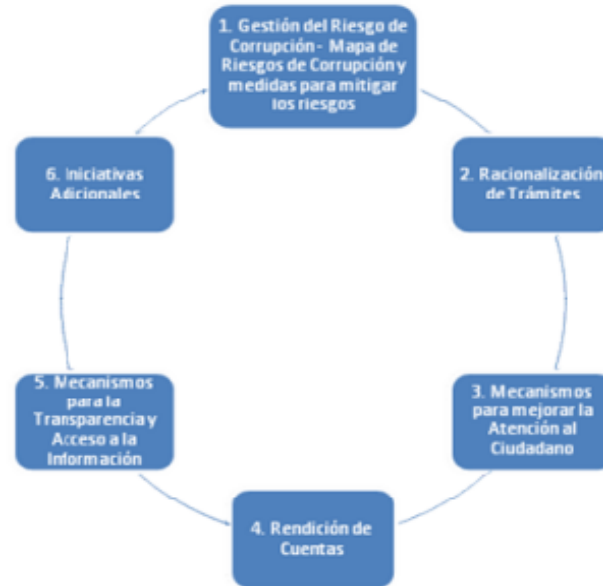 1. Gestión del Riesgo de
Corrupción- Mapa de
Riesgos de Corrupción y
medidas para mitigar
los riesgos
2. Racionalización
de Trámites
3. Mecanismos
para mejorar la
Atención al
Ciudadano
4. Rendición de
Cuentas
5. Mecanismos
para la
Transparencia y
Acceso a la
Información
6. Iniciativas
Adicionales